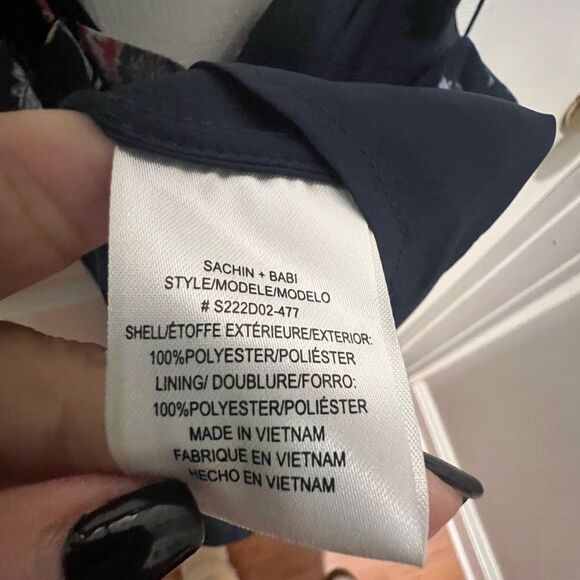 SACHIN + BABI
STYLE/MODELE/MODELO
# S222D02-477
SHELL/ÉTOFFE EXTÉRIEURE/EXTERIOR:
100%POLYESTER/POLIÉSTER
LINING/ DOUBLURE/FORRO:
100%POLYESTER/POLIÉSTER
MADE IN VIETNAM
FABRIQUE EN VIETNAM
HECHO EN VIETNAM